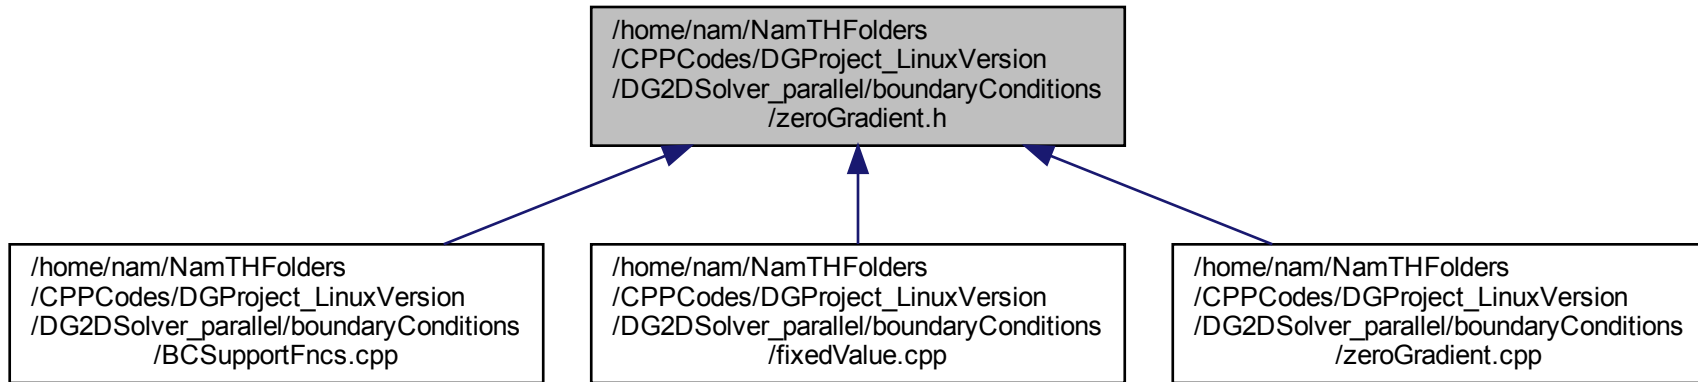 /home/nam/NamTHFolders
/CPPCodes/DGProject_LinuxVersion
/DG2DSolver_parallel/boundaryConditions
/zeroGradient.h
/home/nam/NamTHFolders
/CPPCodes/DGProject_LinuxVersion
/DG2DSolver_parallel/boundaryConditions
/BCSupportFncs.cpp
/home/nam/NamTHFolders
/CPPCodes/DGProject_LinuxVersion
/DG2DSolver_parallel/boundaryConditions
/fixedValue.cpp
/home/nam/NamTHFolders
/CPPCodes/DGProject_LinuxVersion
/DG2DSolver_parallel/boundaryConditions
/zeroGradient.cpp